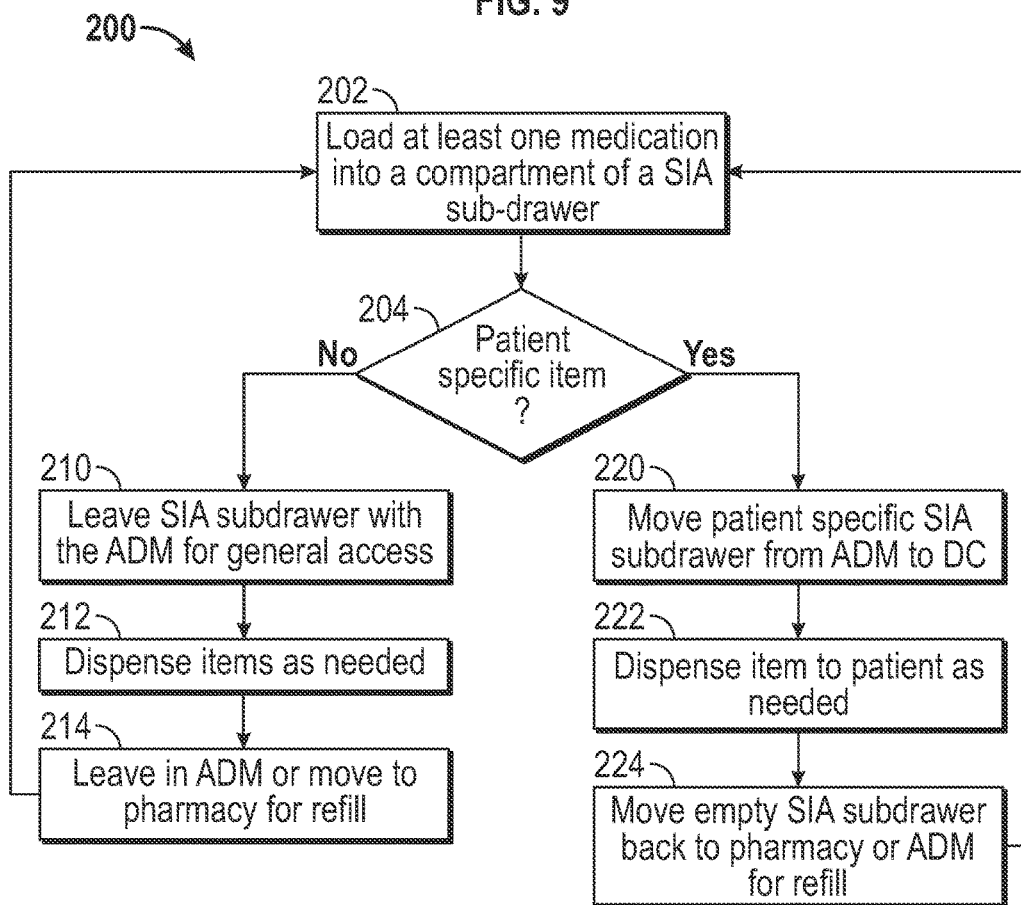 FIG. 9
200
202
Load at least one medication
into a compartment of a SIA
sub-drawer
204
Patient
specific item
?
No
Yes
210
Leave SIA subdrawer with
the ADM for general access
220
Move patient specific SIA
subdrawer from ADM to DC
212
Dispense items as needed
222
Dispense item to patient as
needed
214
Leave in ADM or move to
pharmacy for refill
224
Move empty SIA subdrawer
back to pharmacy or ADM
for refill